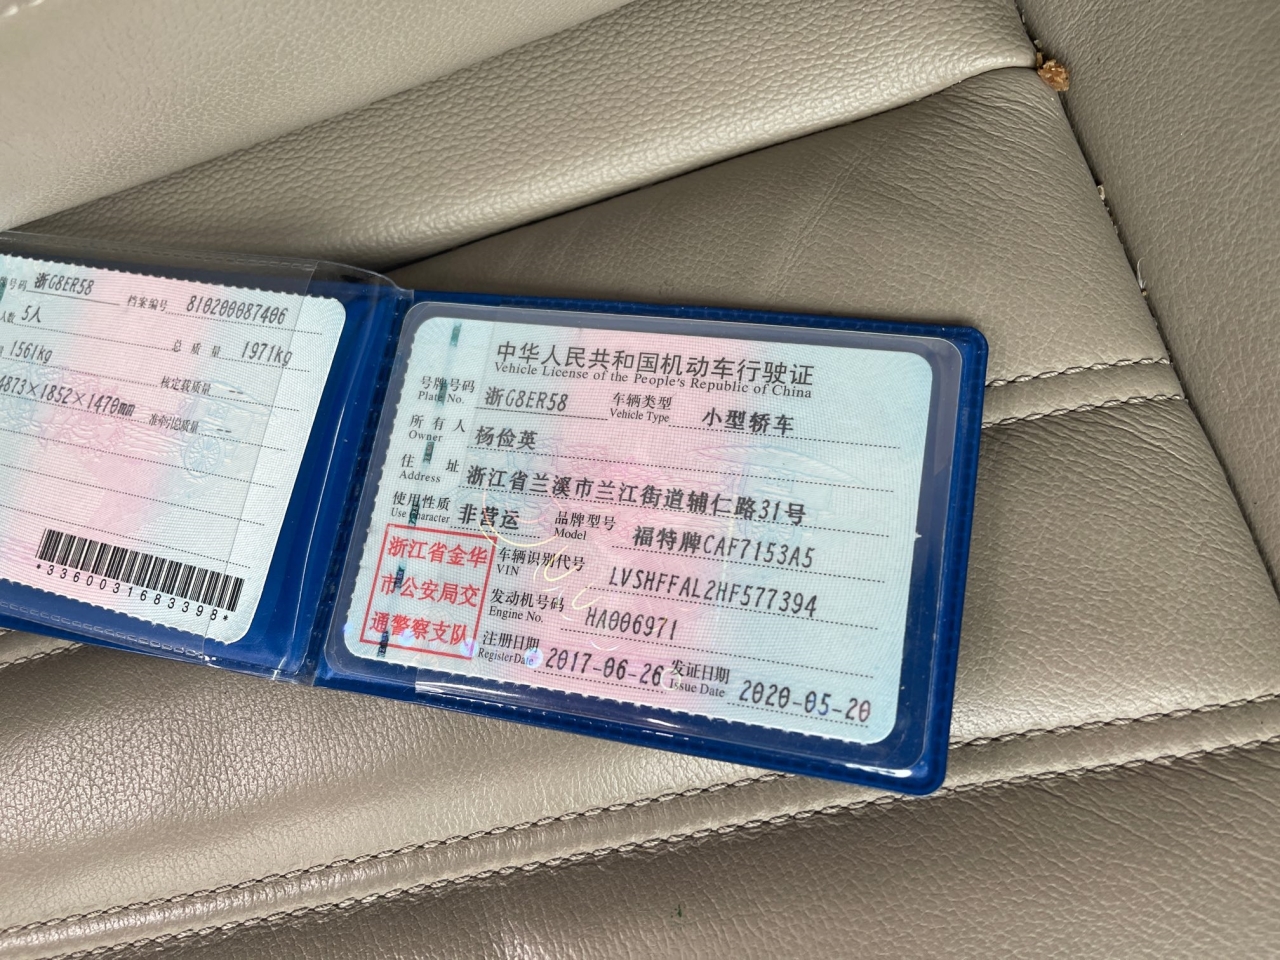 号码 浙G8ER58 档案编号 810200087406
人数 5人 总质量 1971kg
1561kg 核定载质量 --
4873×1852×1470mm 准牵引总质量 --
*3360031683398*
中华人民共和国机动车行驶证
Vehicle License of the People's Republic of China
号牌号码 浙G8ER58 车辆类型 小型轿车
Plate No. Vehicle Type
所有人 杨俭英
Owner
住址 浙江省兰溪市兰江街道辅仁路31号
Address
使用性质 非营运 品牌型号 福特牌CAF7153A5
Use Character Model
浙江省金华
市公安局交
通警察支队
车辆识别代号 LVSHFFAL2HF577394
VIN
发动机号码 HA006971
Engine No.
注册日期 2017-06-26 发证日期 2020-05-20
Register Date Issue Date